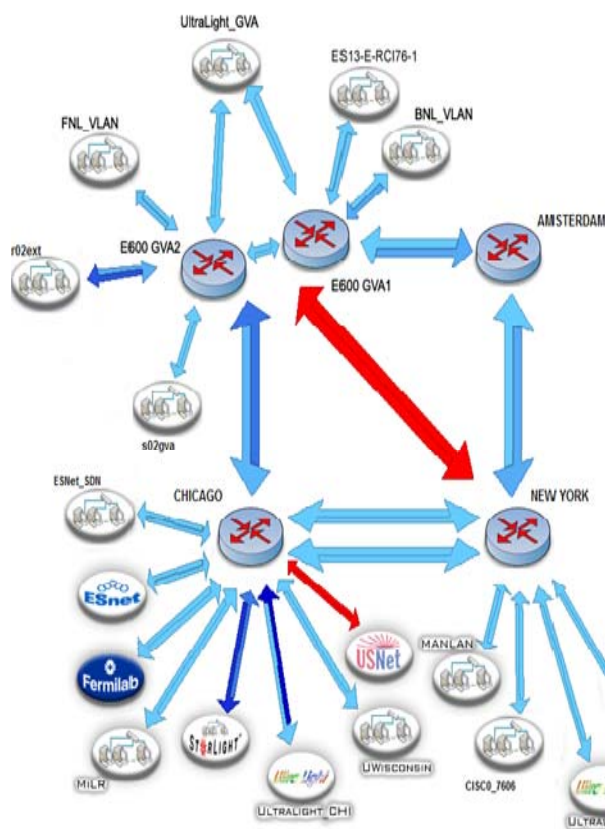 UltraLight_GVA
ES13-E-RCI76-1
FNL_VLAN
BNL_VLAN
AMSTERDAM
r02ext
E600 GVA2
E600 GVA1
s02gva
ESNet_SDN
CHICAGO
NEW YORK
ESnet
USNet
MANLAN
Fermilab
STARLIGHT
UWISCONSIN
MILR
CISC0_7606
ULTRALIGHT_CHI